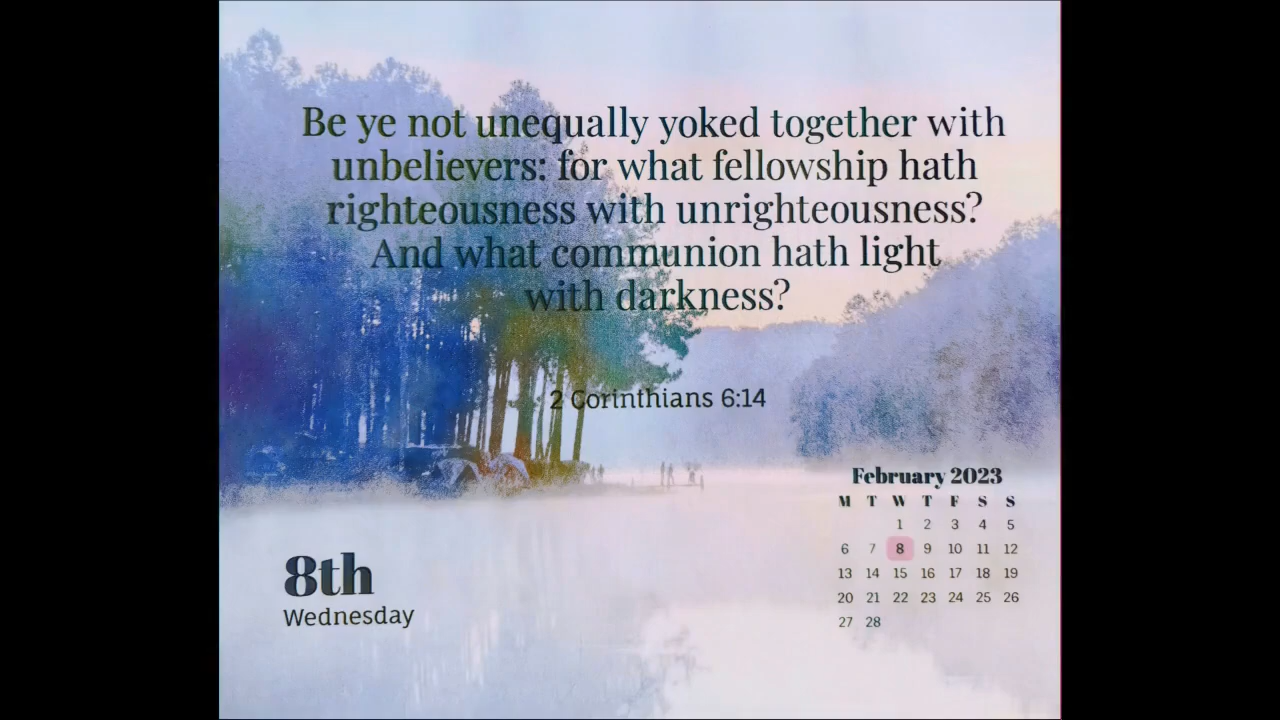 Be ye not unequally yoked together with
unbelievers: for what fellowship hath
righteousness with unrighteousness?
And what communion hath light
with darkness?
2 Corinthians 6:14
February 2023
M T W T F S S
1 2 3 4 5
6 7 8 9 10 11 12
13 14 15 16 17 18 19
20 21 22 23 24 25 26
27 28
8th
Wednesday